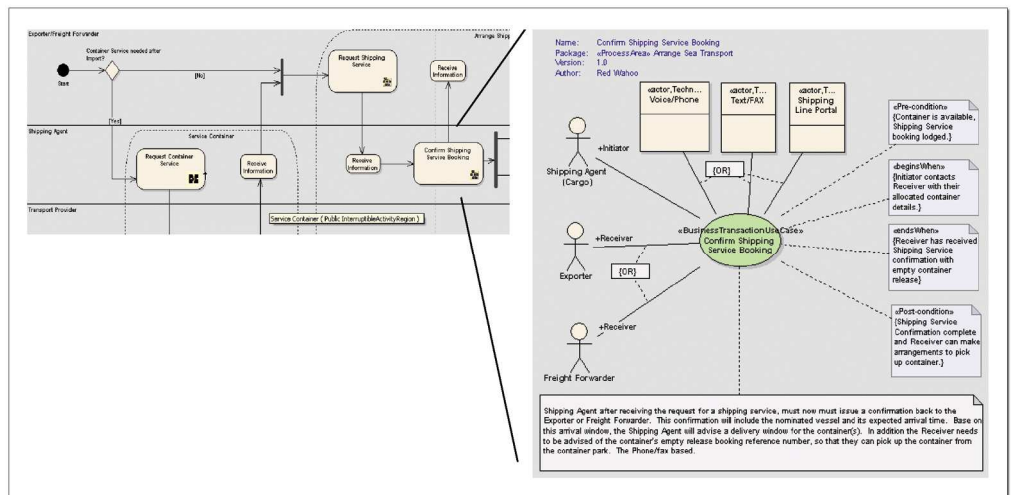 Exporter/Freight Forwarder
Arrange Shipp
Container Service needed after
Import?
Start
[No]
[Yes]
Request Shipping
Service
Receive
Information
Shipping Agent
Service Container
Request Container
Service
Receive
Information
Receive
Information
Confirm Shipping
Service Booking
Transport Provider
Service Container ( Public InterruptibleActivityRegion )
Name: Confirm Shipping Service Booking
Package: «ProcessArea» Arrange Sea Transport
Version: 1.0
Author: Red Wahoo
«actor,Techn...
Voice/Phone
«actor,T...
Text/FAX
«actor,T...
Shipping
Line Portal
+Initiator
Shipping Agent
(Cargo)
{OR}
«BusinessTransactionUseCase»
Confirm Shipping
Service Booking
+Receiver
Exporter
{OR}
+Receiver
Freight Forwarder
«Pre-condition»
{Container is available,
Shipping Service
booking lodged.}
«beginsWhen»
{Initiator contacts
Receiver with their
allocated container
details.}
«endsWhen»
{Receiver has received
Shipping Service
confirmation with
empty container
release}
«Post-condition»
{Shipping Service
Confirmation complete
and Receiver can make
arrangements to pick
up container.}
Shipping Agent after receiving the request for a shipping service, must now must issue a confirmation back to the
Exporter or Freight Forwarder. This confirmation will include the nominated vessel and its expected arrival time. Base on
this arrival window, the Shipping Agent will advise a delivery window for the container(s). In addition the Receiver needs
to be advised of the container's empty release booking reference number, so that they can pick up the container from
the container park. The Phone/fax based.